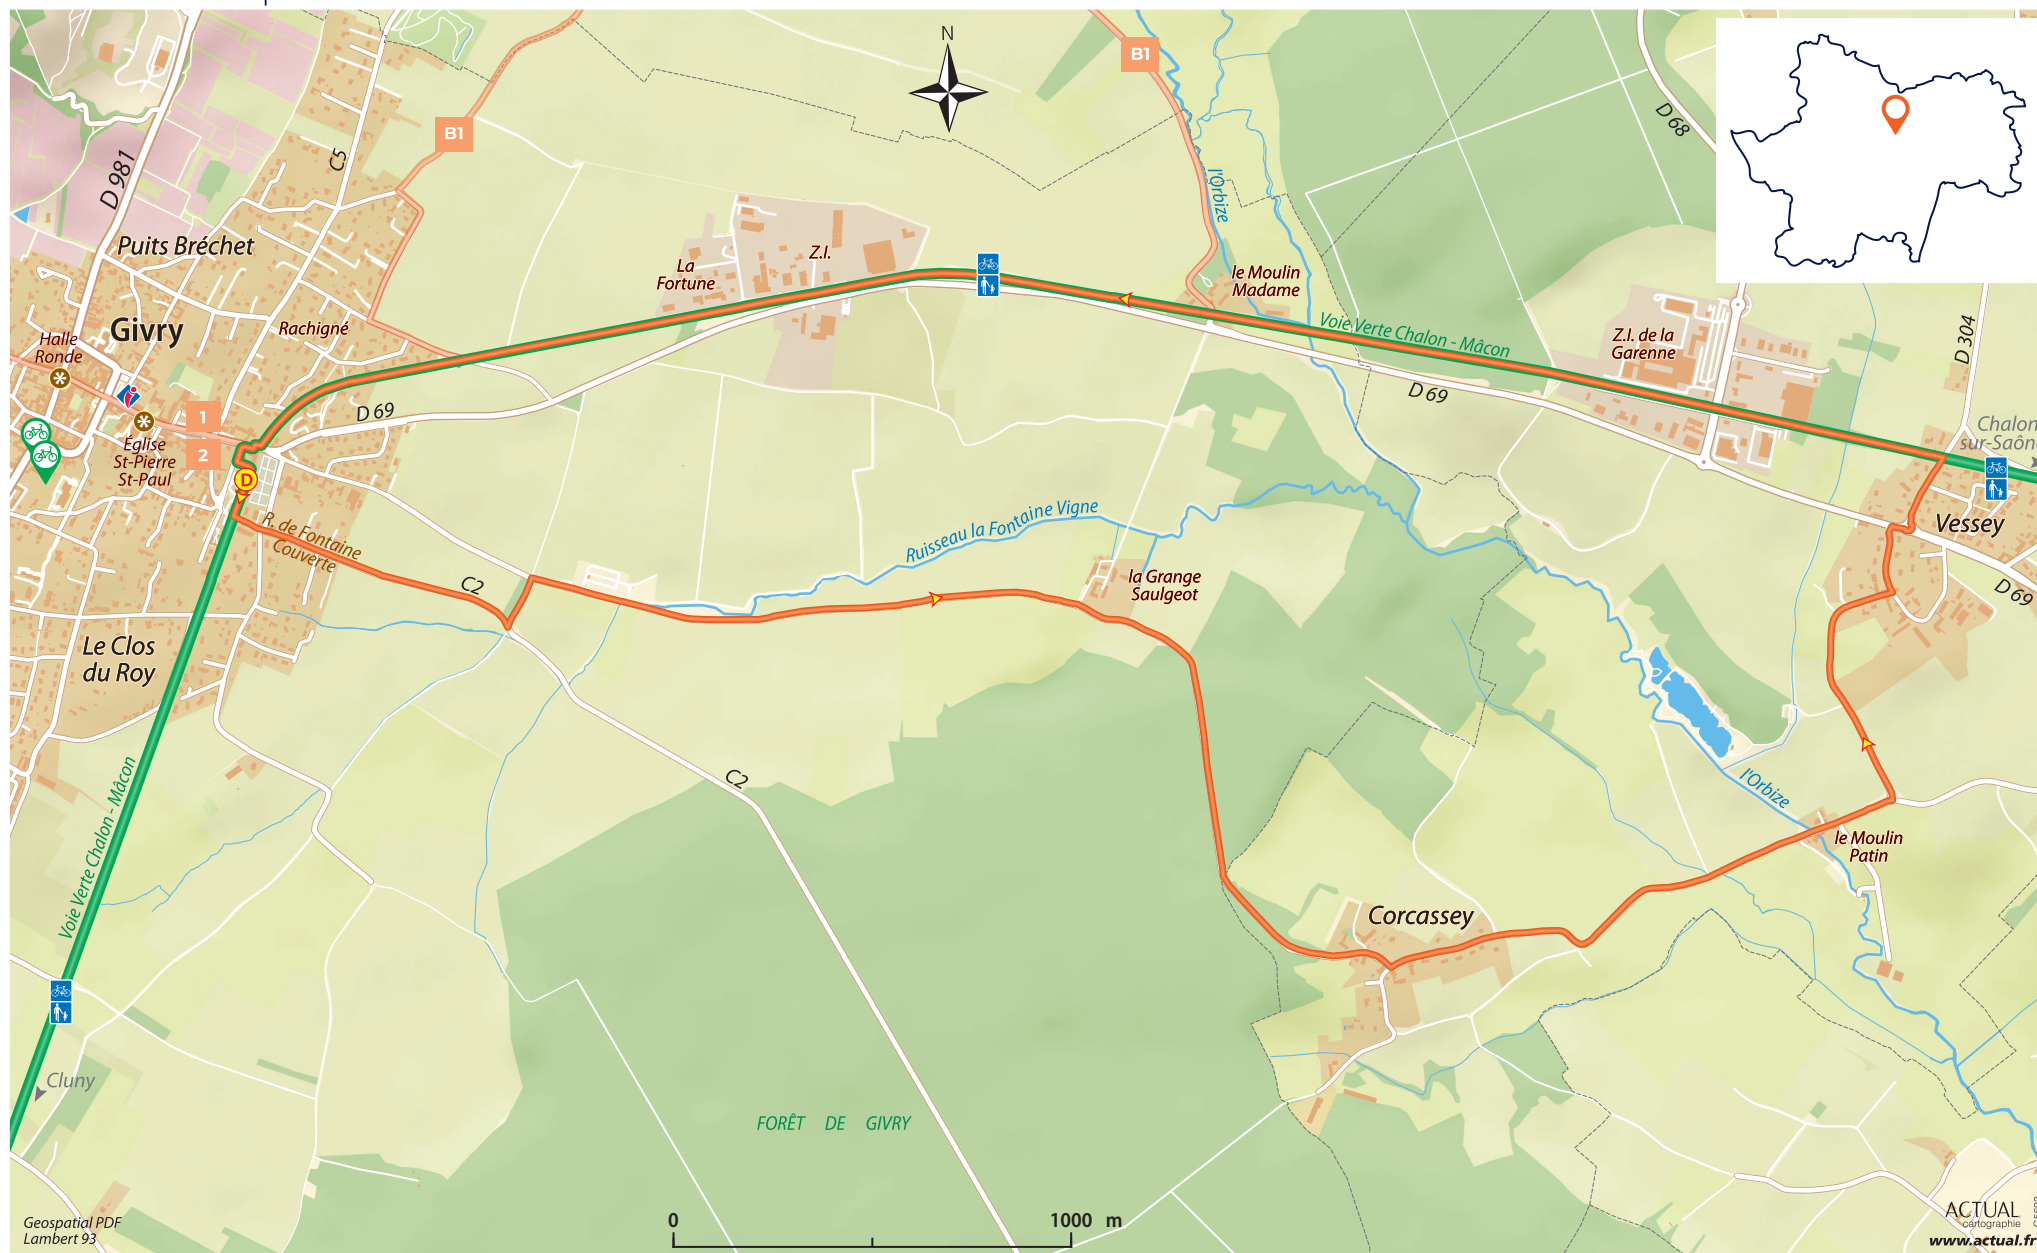 N
B1
B1
D 68
C5
D 981
l'Orbize
Puits Bréchet
Z.I.
La
Fortune
le Moulin
Madame
Givry
Rachigné
Halle
Ronde
Voie Verte Chalon - Mâcon
Z.I. de la
Garenne
D 304
D 69
D 69
1
2
Église
St-Pierre
St-Paul
D
Chalon
sur-Saône
Vessey
R. de Fontaine
Couverte
Ruisseau la Fontaine Vigne
C2
la Grange
Saulgeot
D 69
Le Clos
du Roy
C2
l'Orbize
le Moulin
Patin
Voie Verte Chalon - Mâcon
Corcassey
Cluny
FORÊT DE GIVRY
0
1000 m
Geospatial PDF
Lambert 93
ACTUAL
cartographie
www.actual.fr